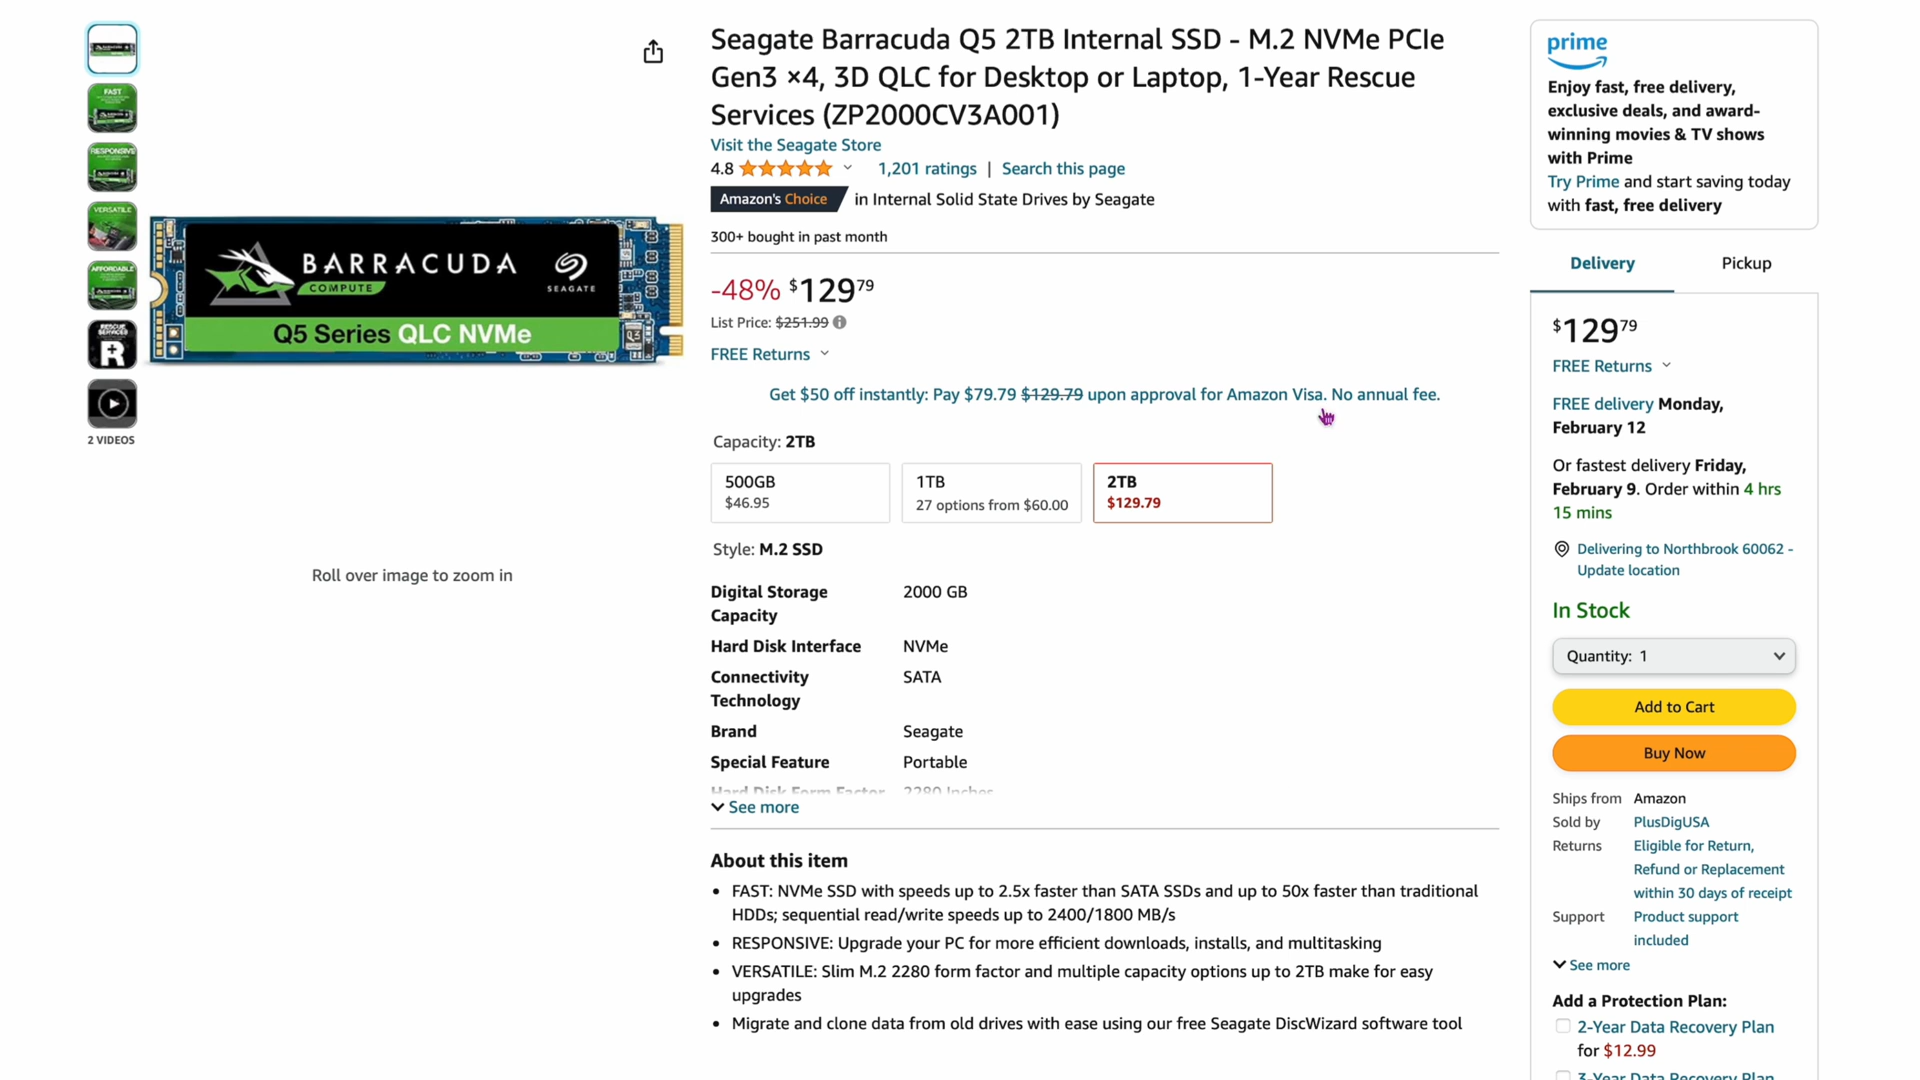 Seagate Barracuda Q5 2TB Internal SSD - M.2 NVMe PCIe
Gen3 ×4, 3D QLC for Desktop or Laptop, 1-Year Rescue
Services (ZP2000CV3A001)
Visit the Seagate Store
4.8
1,201 ratings | Search this page
Amazon's Choice in Internal Solid State Drives by Seagate
300+ bought in past month
-48% $129.79
List Price: $251.99
FREE Returns
Get $50 off instantly: Pay $79.79 $129.79 upon approval for Amazon Visa. No annual fee.
Capacity: 2TB
500GB
$46.95
1TB
27 options from $60.00
2TB
$129.79
Style: M.2 SSD
Digital Storage Capacity 2000 GB
Hard Disk Interface NVMe
Connectivity Technology SATA
Brand Seagate
Special Feature Portable
Hard Disk Form Factor 2280 Inches
See more
About this item
FAST: NVMe SSD with speeds up to 2.5x faster than SATA SSDs and up to 50x faster than traditional
HDDs; sequential read/write speeds up to 2400/1800 MB/s
RESPONSIVE: Upgrade your PC for more efficient downloads, installs, and multitasking
VERSATILE: Slim M.2 2280 form factor and multiple capacity options up to 2TB make for easy
upgrades
Migrate and clone data from old drives with ease using our free Seagate DiscWizard software tool
FAST
RESPONSIVE
VERSATILE
AFFORDABLE
RESCUE
SERVICES
R
2 VIDEOS
BARRACUDA
COMPUTE
SEAGATE
Q5 Series QLC NVMe
Roll over image to zoom in
prime
Enjoy fast, free delivery,
exclusive deals, and award-
winning movies & TV shows
with Prime
Try Prime and start saving today
with fast, free delivery
Delivery
Pickup
$129.79
FREE Returns
FREE delivery Monday,
February 12
Or fastest delivery Friday,
February 9. Order within 4 hrs
15 mins
Delivering to Northbrook 60062 -
Update location
In Stock
Quantity: 1
Add to Cart
Buy Now
Ships from Amazon
Sold by PlusDigUSA
Returns Eligible for Return,
Refund or Replacement
within 30 days of receipt
Support Product support
included
See more
Add a Protection Plan:
2-Year Data Recovery Plan
for $12.99
3-Year Data Recovery Plan